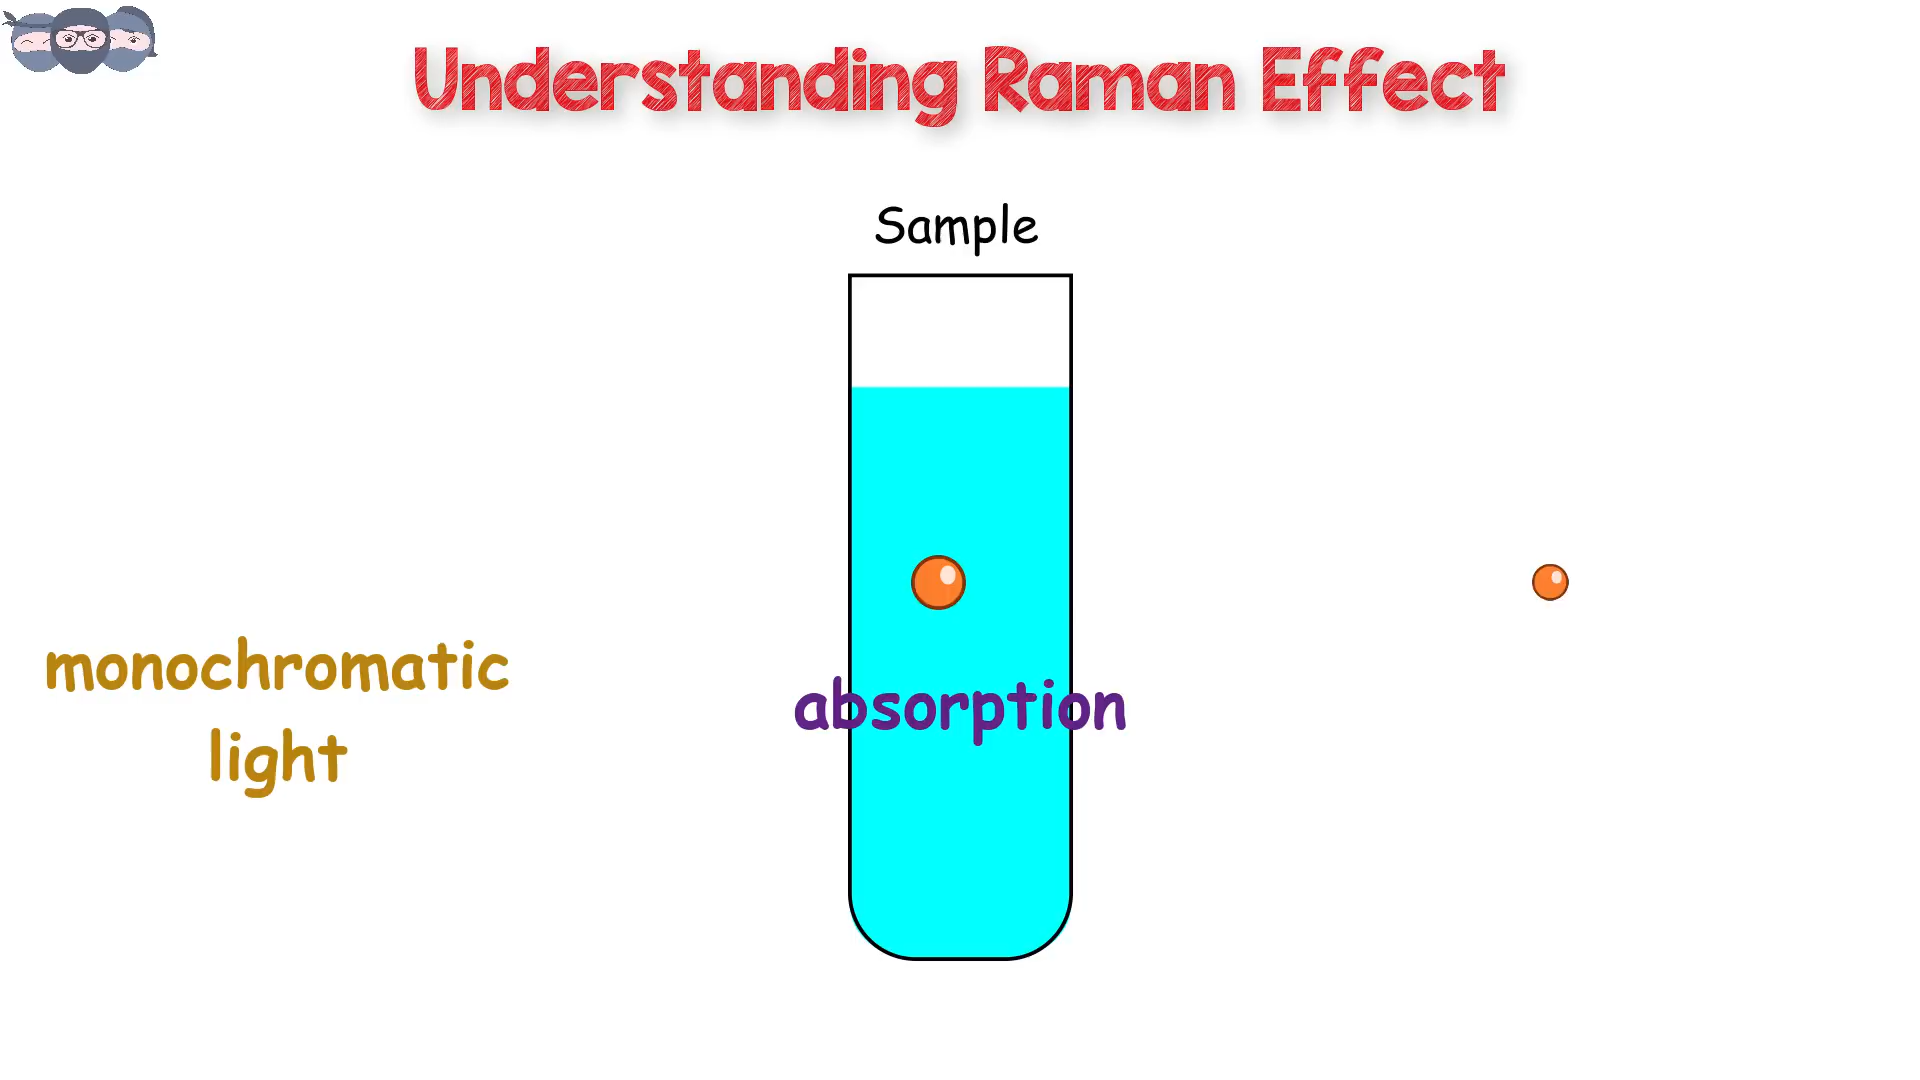 Understanding Raman Effect
Sample
monochromatic
light
absorption